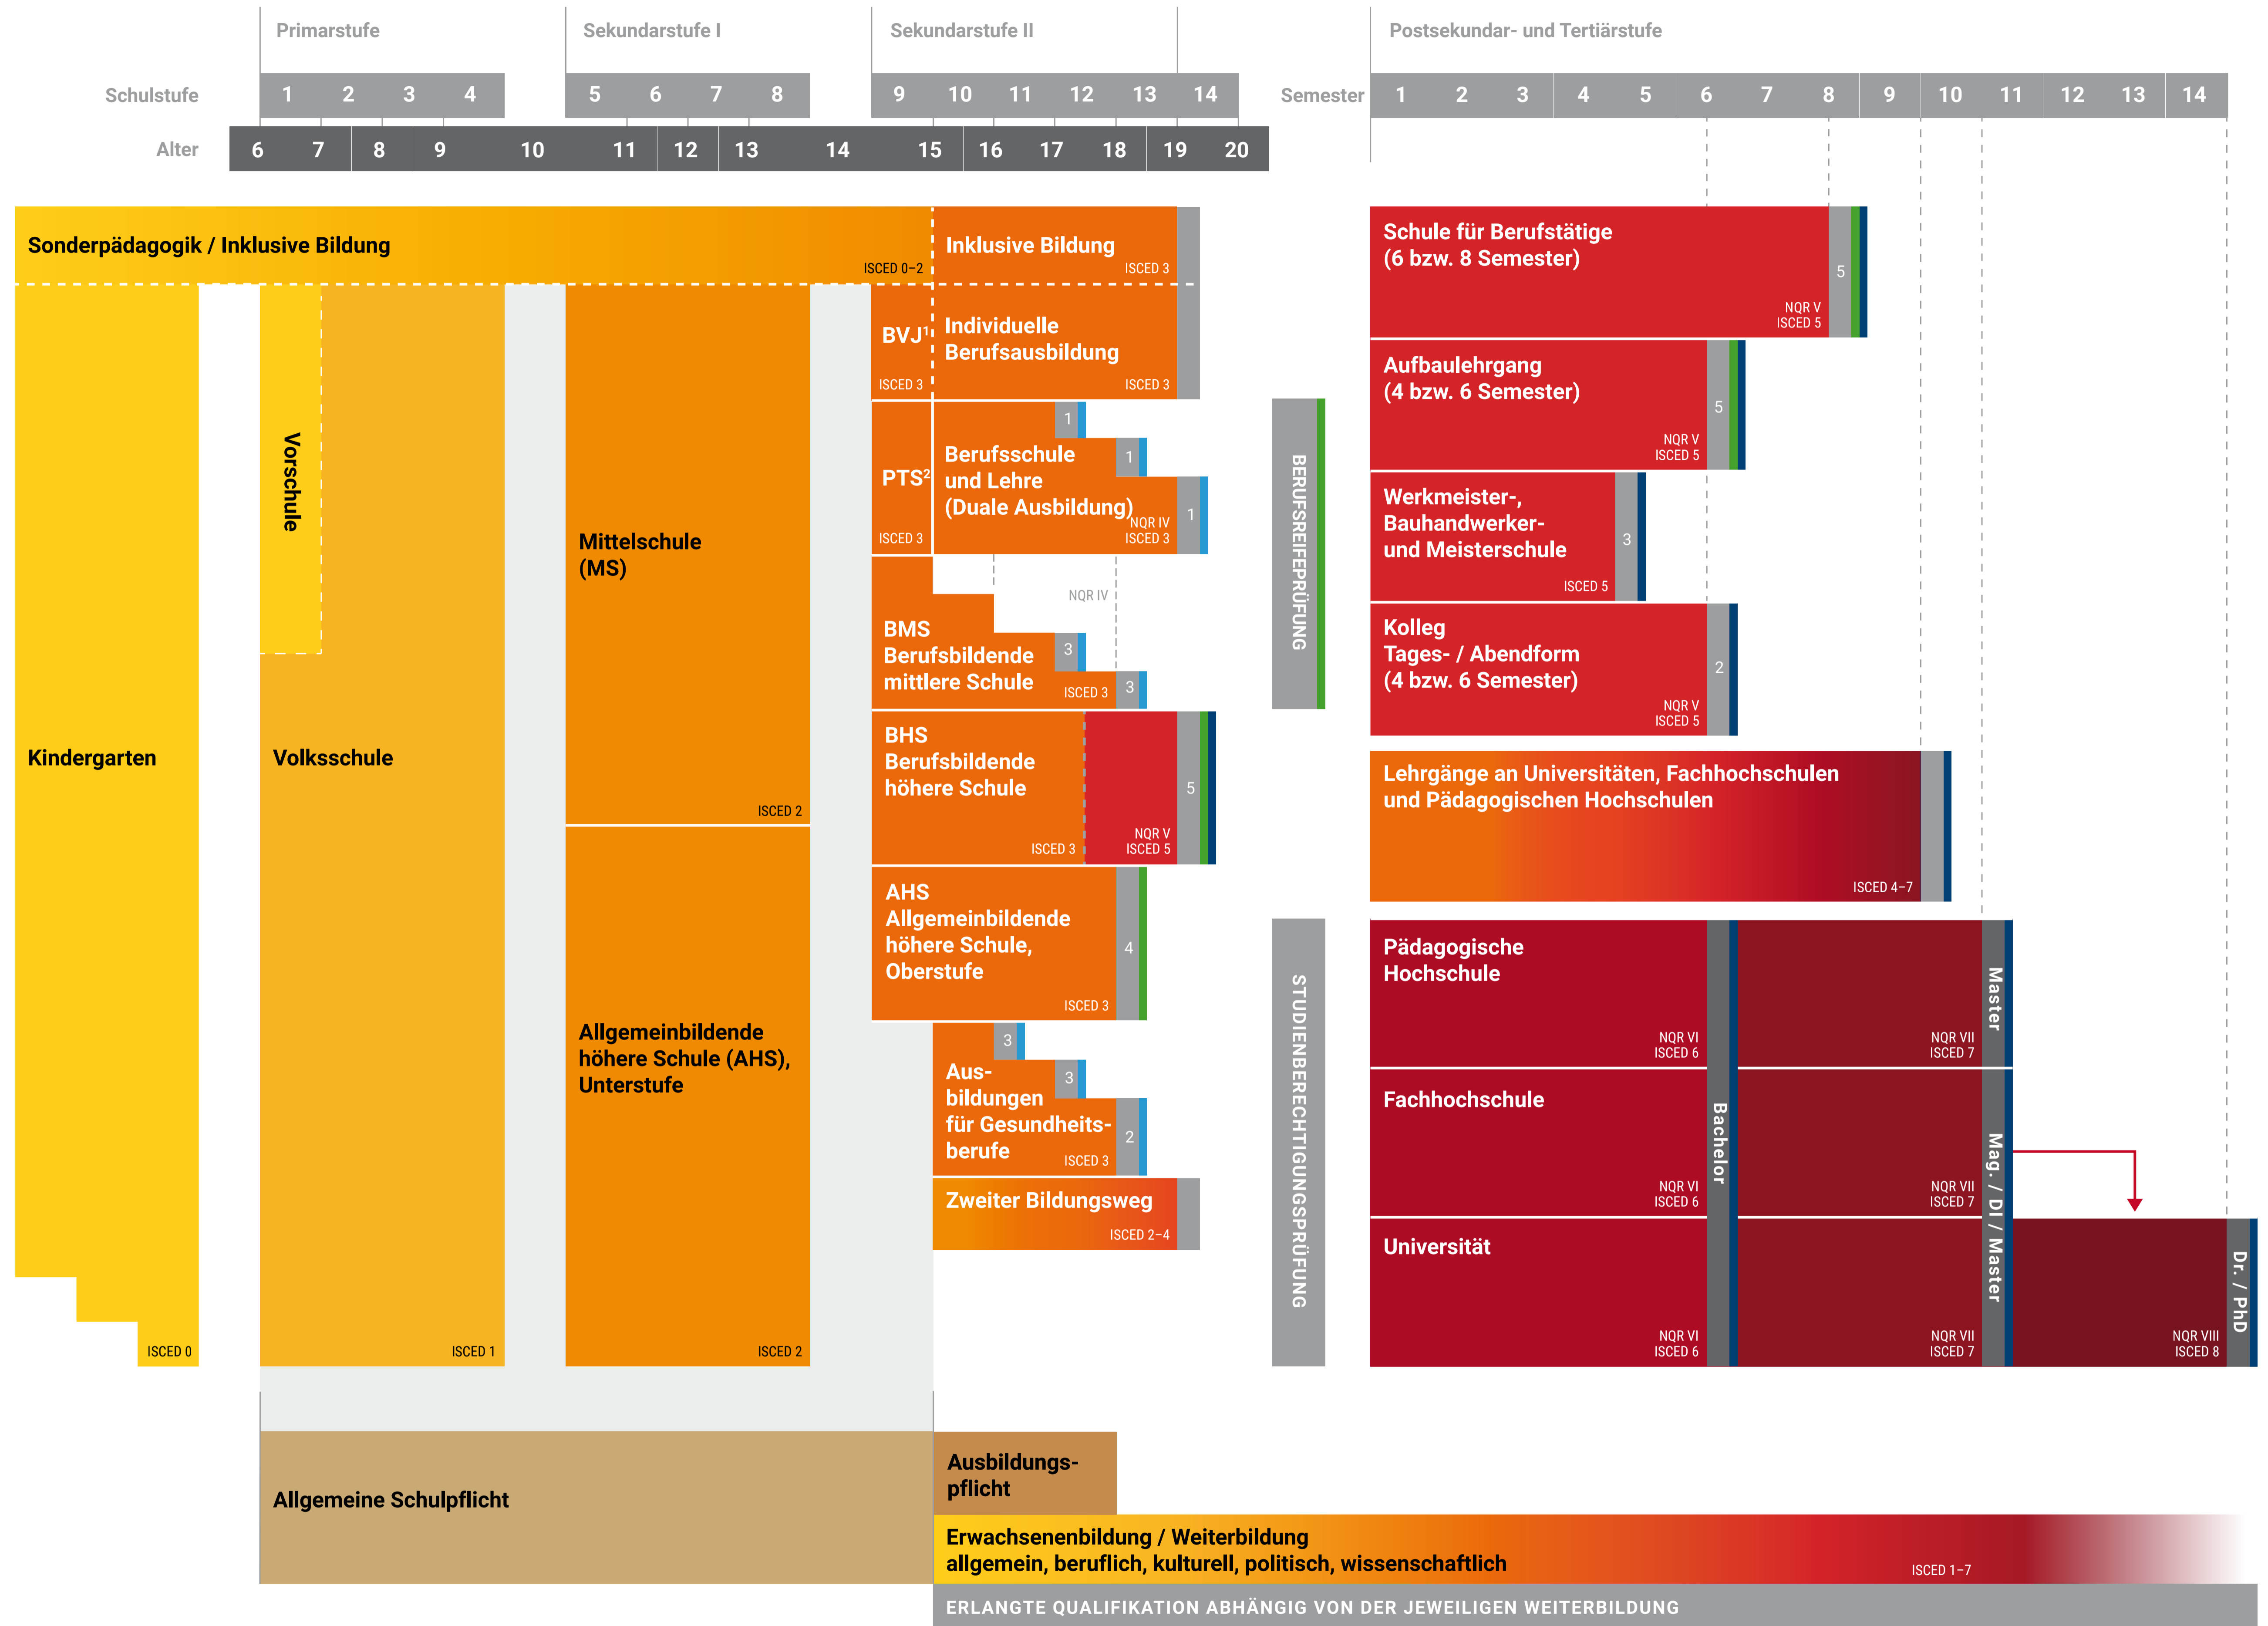 Primarstufe
Sekundarstufe I
Sekundarstufe II
Postsekundar- und Tertiärstufe
Schulstufe
1 2 3 4
5 6 7 8
9 10 11 12 13 14
Semester
1 2 3 4 5 6 7 8 9 10 11 12 13 14
Alter
6 7 8 9 10 11 12 13 14 15 16 17 18 19 20
Sonderpädagogik / Inklusive Bildung
ISCED 0–2
Inklusive Bildung
ISCED 3
Kindergarten
ISCED 0
Vorschule
Volksschule
ISCED 1
Mittelschule
(MS)
ISCED 2
Allgemeinbildende
höhere Schule (AHS),
Unterstufe
ISCED 2
BVJ¹
ISCED 3
Individuelle
Berufsausbildung
ISCED 3
PTS²
ISCED 3
Berufsschule
und Lehre
(Duale Ausbildung)
NQR IV
ISCED 3
1
1
1
NQR IV
BMS
Berufsbildende
mittlere Schule
ISCED 3
3
3
BHS
Berufsbildende
höhere Schule
ISCED 3
NQR V
ISCED 5
5
AHS
Allgemeinbildende
höhere Schule,
Oberstufe
ISCED 3
4
Aus-
bildungen
für Gesundheits-
berufe
ISCED 3
3
3
2
Zweiter Bildungsweg
ISCED 2–4
BERUFSREIFEPRÜFUNG
STUDIENBERECHTIGUNGSPRÜFUNG
Schule für Berufstätige
(6 bzw. 8 Semester)
NQR V
ISCED 5
5
Aufbaulehrgang
(4 bzw. 6 Semester)
NQR V
ISCED 5
5
Werkmeister-,
Bauhandwerker-
und Meisterschule
ISCED 5
3
Kolleg
Tages- / Abendform
(4 bzw. 6 Semester)
NQR V
ISCED 5
2
Lehrgänge an Universitäten, Fachhochschulen
und Pädagogischen Hochschulen
ISCED 4–7
Pädagogische
Hochschule
NQR VI
ISCED 6
NQR VII
ISCED 7
Master
Fachhochschule
NQR VI
ISCED 6
Bachelor
NQR VII
ISCED 7
Mag. / DI / Master
Universität
NQR VI
ISCED 6
NQR VII
ISCED 7
NQR VIII
ISCED 8
Dr. / PhD
Allgemeine Schulpflicht
Ausbildungs-
pflicht
Erwachsenenbildung / Weiterbildung
allgemein, beruflich, kulturell, politisch, wissenschaftlich
ISCED 1–7
ERLANGTE QUALIFIKATION ABHÄNGIG VON DER JEWEILIGEN WEITERBILDUNG